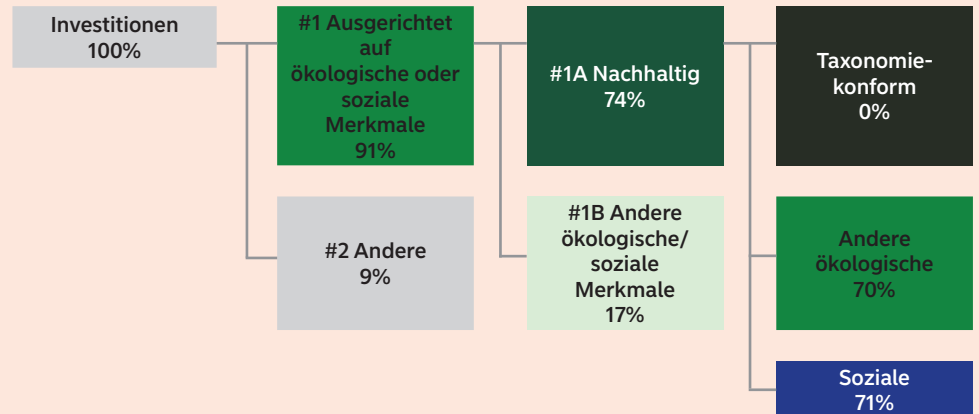 Investitionen
100%
#1 Ausgerichtet
auf
ökologische oder
soziale
Merkmale
91%
#2 Andere
9%
#1A Nachhaltig
74%
#1B Andere
ökologische/
soziale
Merkmale
17%
Taxonomie-
konform
0%
Andere
ökologische
70%
Soziale
71%